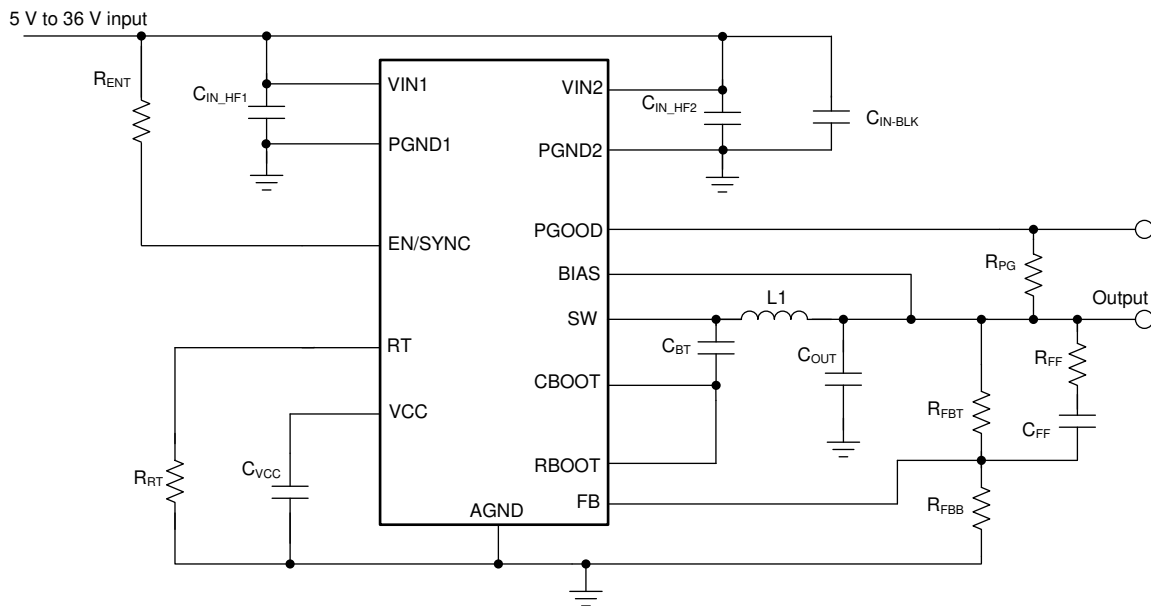 5 V to 36 V input
R_ENT
C_IN_HF1
VIN1
PGND1
EN/SYNC
RT
VCC
R_RT
C_VCC
AGND
VIN2
PGND2
PGOOD
BIAS
SW
CBOOT
RBOOT
FB
C_IN_HF2
C_IN-BLK
R_PG
L1
Output
C_BT
C_OUT
R_FF
R_FBT
C_FF
R_FBB